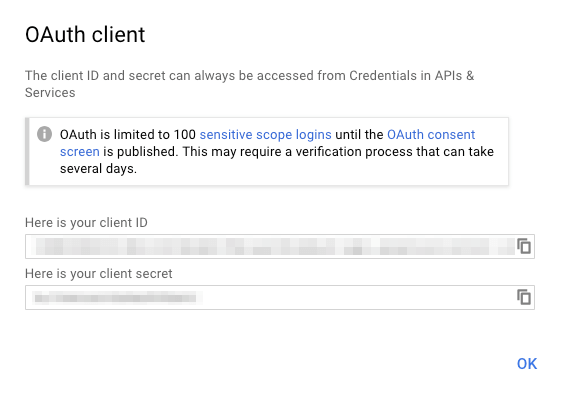 OAuth client
The client ID and secret can always be accessed from Credentials in APIs &
Services
OAuth is limited to 100 sensitive scope logins until the OAuth consent
screen is published. This may require a verification process that can take
several days.
Here is your client ID
Here is your client secret
OK